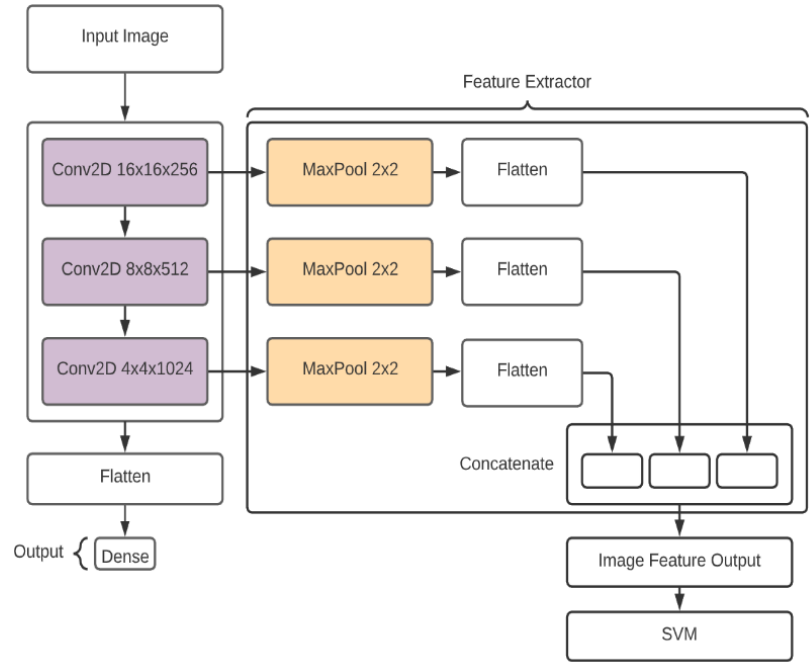 Input Image
Feature Extractor
Conv2D 16x16x256
MaxPool 2x2
Flatten
Conv2D 8x8x512
MaxPool 2x2
Flatten
Conv2D 4x4x1024
MaxPool 2x2
Flatten
Concatenate
Flatten
Output
Dense
Image Feature Output
SVM